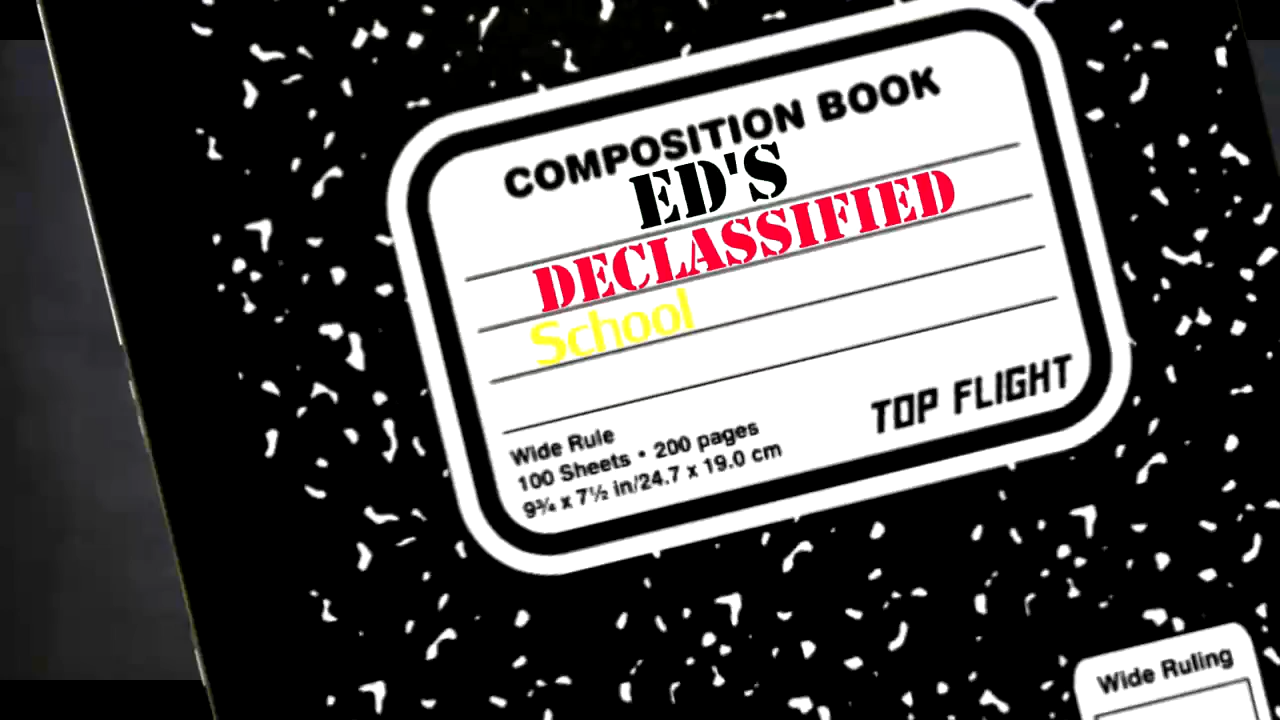 COMPOSITION BOOK
ED'S
DECLASSIFIED
School
TOP FLIGHT
Wide Rule
100 Sheets • 200 pages
9¾ x 7½ in/24.7 x 19.0 cm
Wide Ruling